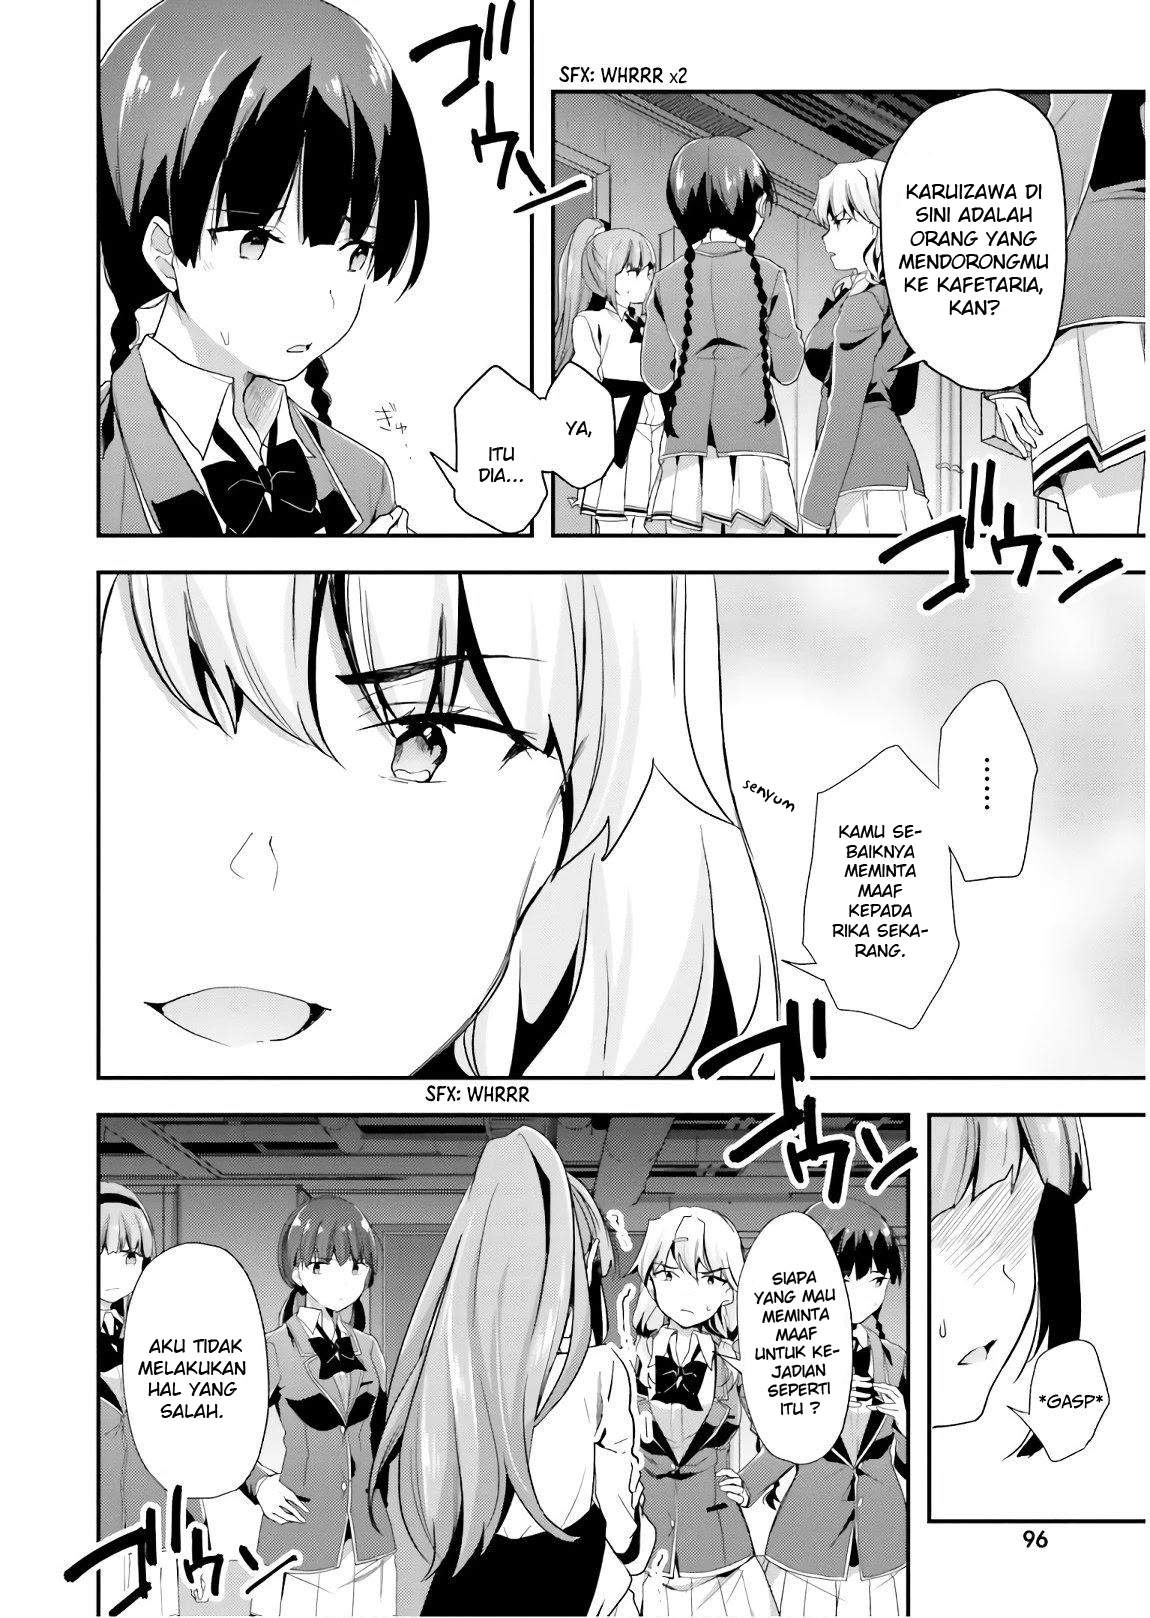 SFX: WHRRR x2
KARUIZAWA DI
SINI ADALAH
ORANG YANG
MENDORONGMU
KE KAFETARIA,
KAN?
ゴウン
YA,
ITU
DIA...
ゴウン
ぎゅ..
........
KAMU SE-
BAIKNYA
MEMINTA
MAAF
KEPADA
RIKA SEKA-
RANG.
senyum
SFX: WHRRR
*GASP*
ゴウン
SIAPA
YANG MAU
MEMINTA
MAAF
UNTUK KE-
JADIAN
SEPERTI
ITU ?
AKU TIDAK
MELAKUKAN
HAL YANG
SALAH.
ゴウン
96